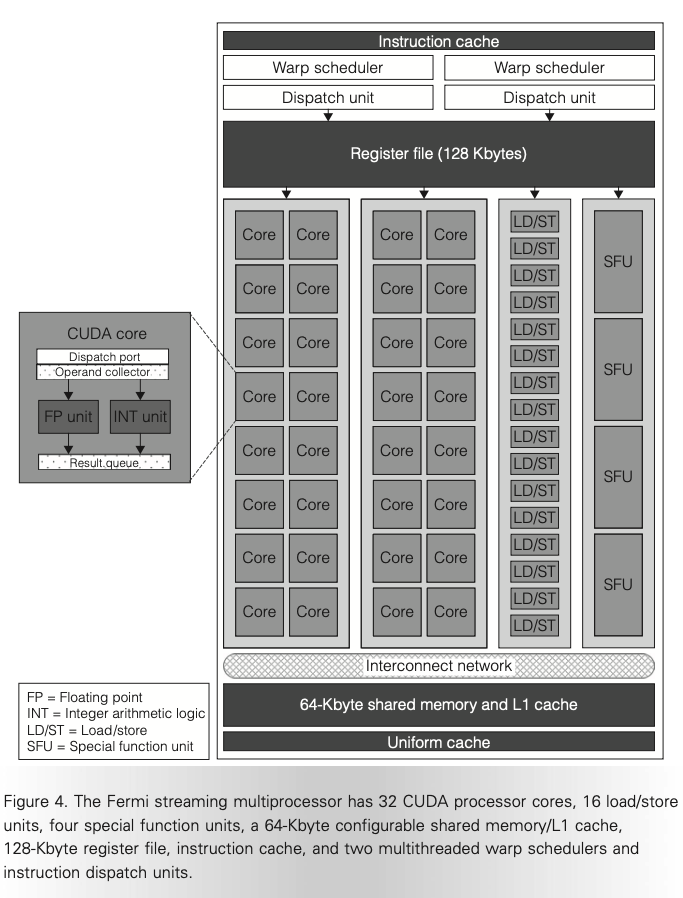 Instruction cache
Warp scheduler Warp scheduler
Dispatch unit Dispatch unit
Register file (128 Kbytes)
Core Core Core Core LD/ST SFU
LD/ST
Core Core Core Core LD/ST
LD/ST
Core Core Core Core LD/ST SFU
LD/ST
Core Core Core Core LD/ST
LD/ST
Core Core Core Core LD/ST SFU
LD/ST
Core Core Core Core LD/ST
LD/ST
Core Core Core Core LD/ST SFU
LD/ST
Core Core Core Core LD/ST
LD/ST
CUDA core
Dispatch port
Operand collector
FP unit INT unit
Result queue
Interconnect network
64-Kbyte shared memory and L1 cache
Uniform cache
FP = Floating point
INT = Integer arithmetic logic
LD/ST = Load/store
SFU = Special function unit
Figure 4. The Fermi streaming multiprocessor has 32 CUDA processor cores, 16 load/store
units, four special function units, a 64-Kbyte configurable shared memory/L1 cache,
128-Kbyte register file, instruction cache, and two multithreaded warp schedulers and
instruction dispatch units.